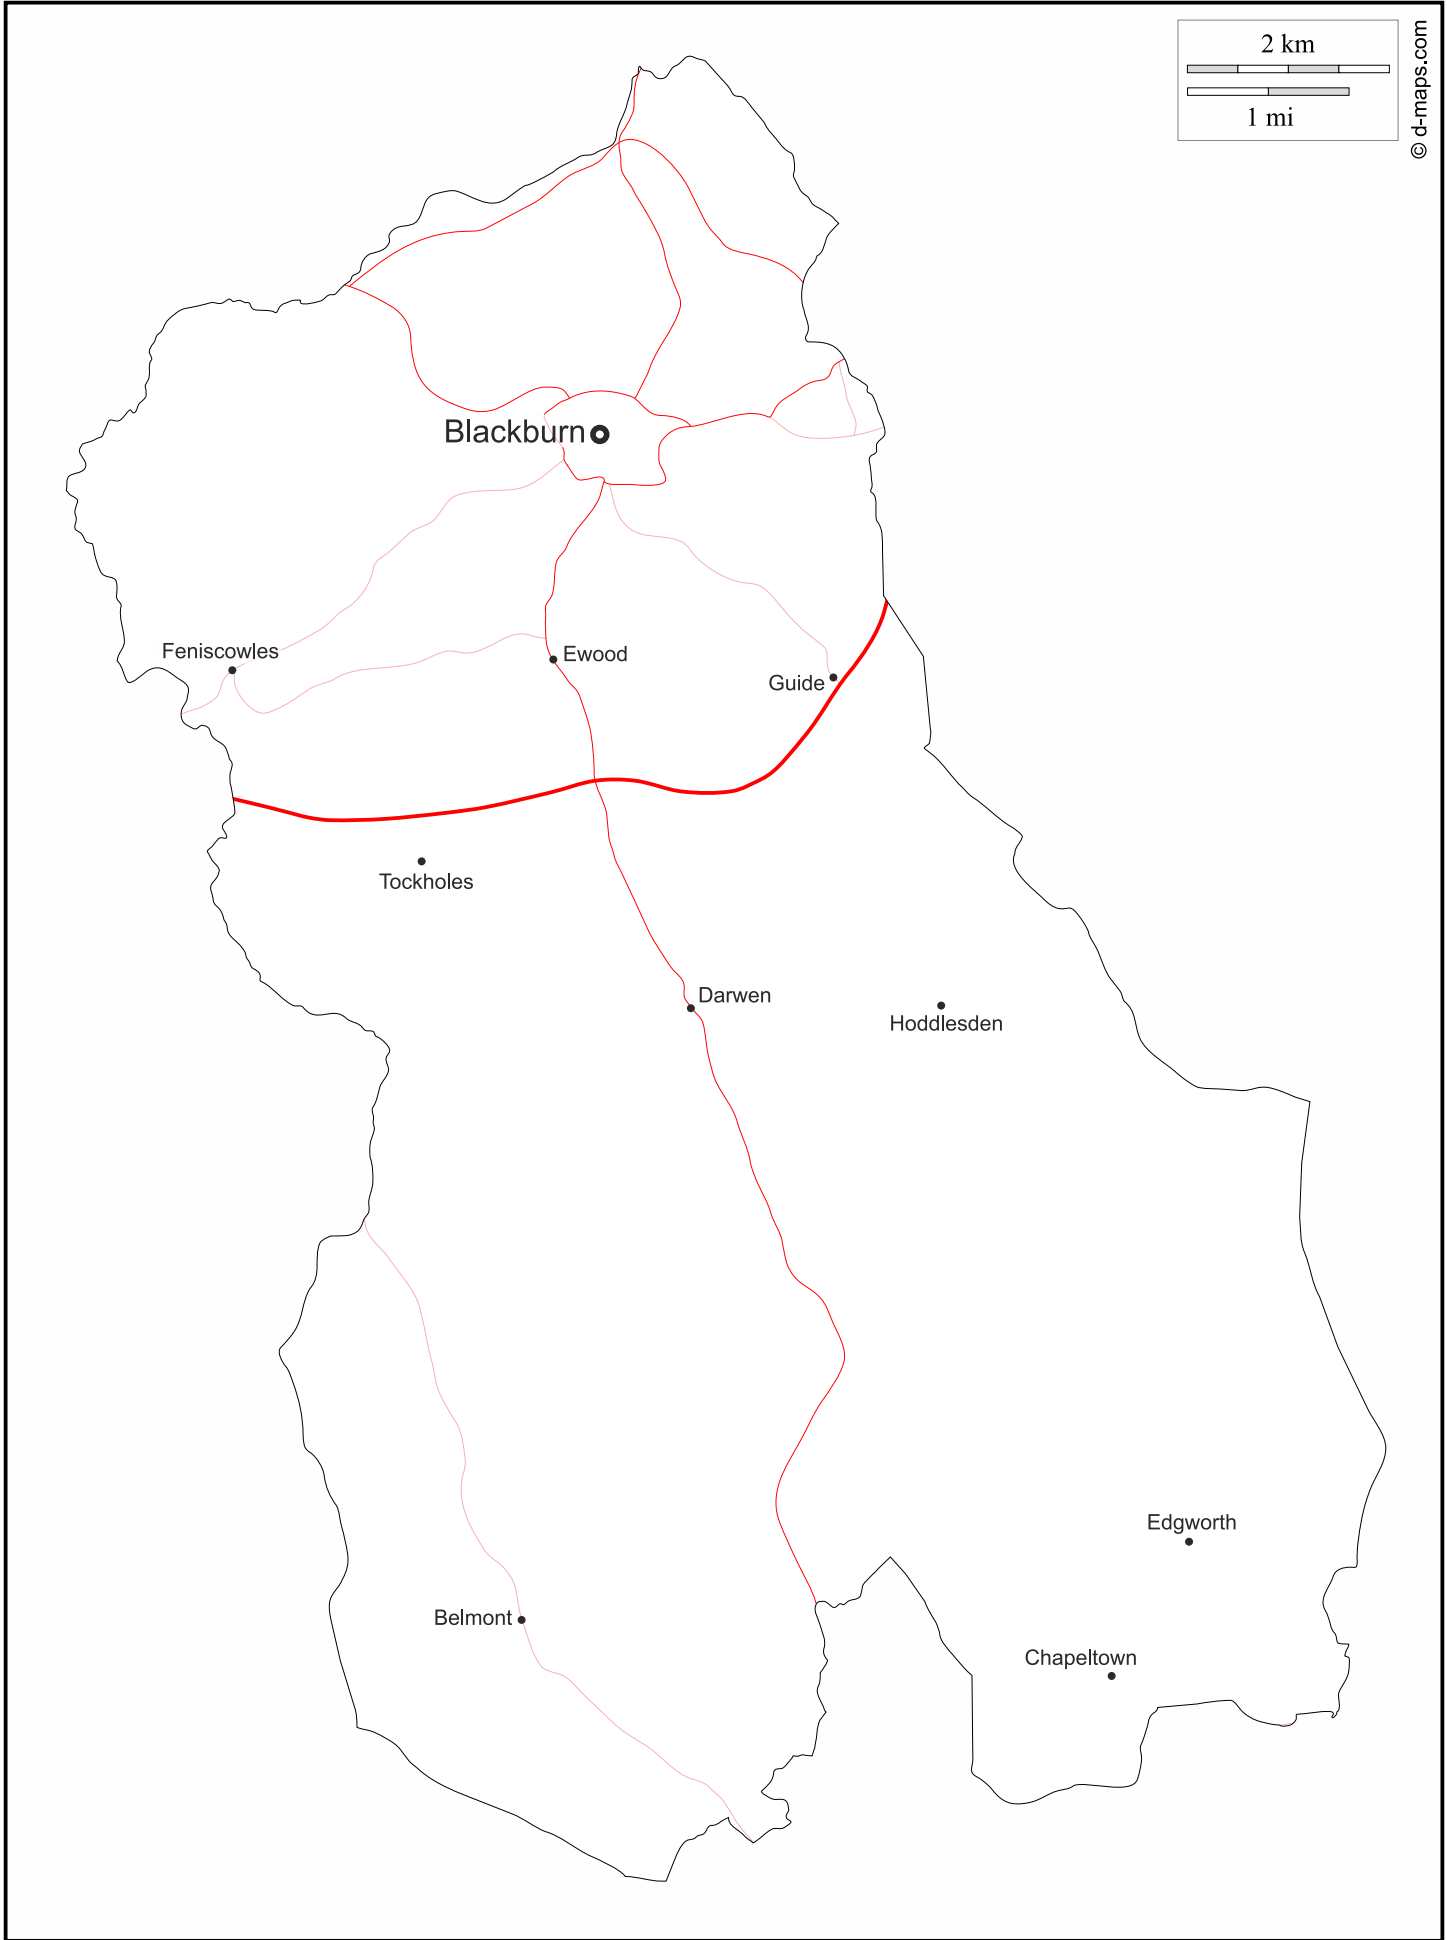 2 km
1 mi
© d-maps.com
Blackburn
Feniscowles
Ewood
Guide
Tockholes
Darwen
Hoddlesden
Edgworth
Belmont
Chapeltown